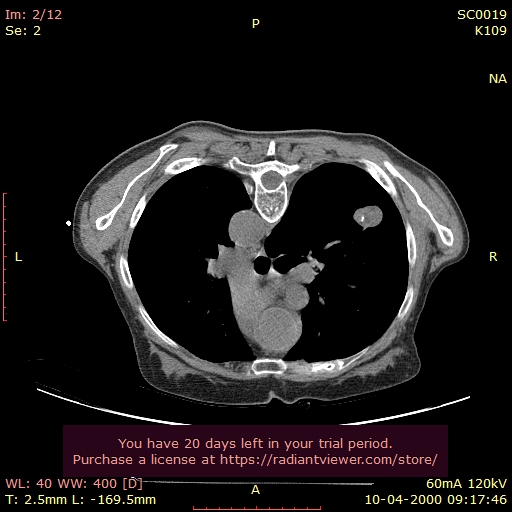 Im: 2/12
Se: 2
P
SC0019
K109
NA
L
R
You have 20 days left in your trial period.
Purchase a license at https://radiantviewer.com/store/
WL: 40 WW: 400 [D]
T: 2.5mm L: -169.5mm
A
60mA 120kV
10-04-2000 09:17:46